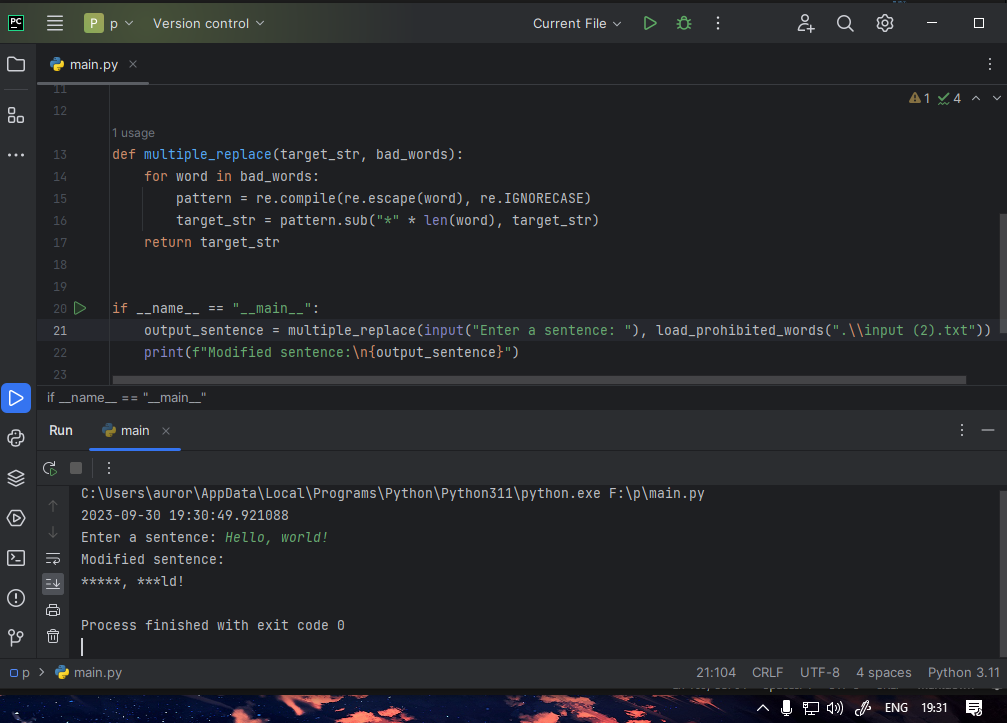 PC P p Version control Current File
main.py
11
1 4
12
1 usage
13 def multiple_replace(target_str, bad_words):
14 for word in bad_words:
15 pattern = re.compile(re.escape(word), re.IGNORECASE)
16 target_str = pattern.sub("*" * len(word), target_str)
17 return target_str
18
19
20 if __name__ == "__main__":
21 output_sentence = multiple_replace(input("Enter a sentence: "), load_prohibited_words(".\\input (2).txt"))
22 print(f"Modified sentence:\n{output_sentence}")
23
if __name__ == "__main__"
Run main
C:\Users\auror\AppData\Local\Programs\Python\Python311\python.exe F:\p\main.py
2023-09-30 19:30:49.921088
Enter a sentence: Hello, world!
Modified sentence:
*****, ***ld!
Process finished with exit code 0
p main.py 21:104 CRLF UTF-8 4 spaces Python 3.11
ENG 19:31